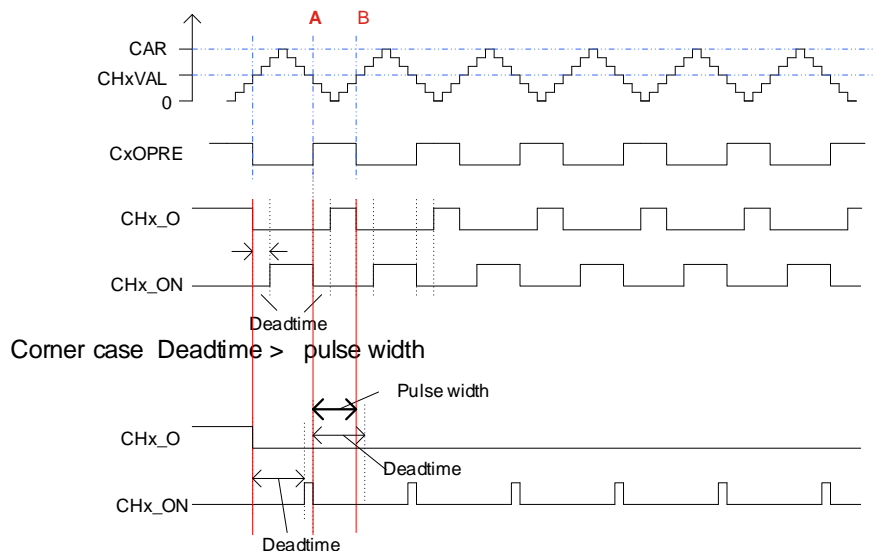 A B
CAR
CHxVAL
0
CxOPRE
CHx_O
CHx_ON
Deadtime
Corner case Deadtime > pulse width
Pulse width
CHx_O
Deadtime
CHx_ON
Deadtime